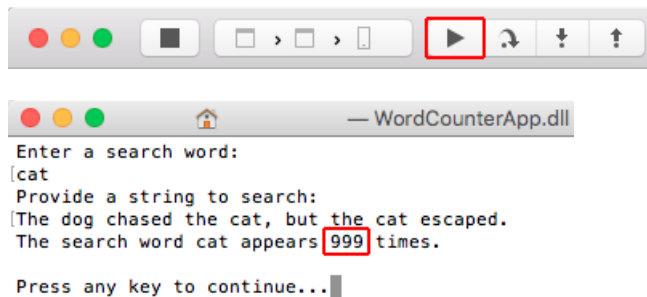 — WordCounterApp.dll
Enter a search word:
cat
Provide a string to search:
The dog chased the cat, but the cat escaped.
The search word cat appears 999 times.
Press any key to continue...